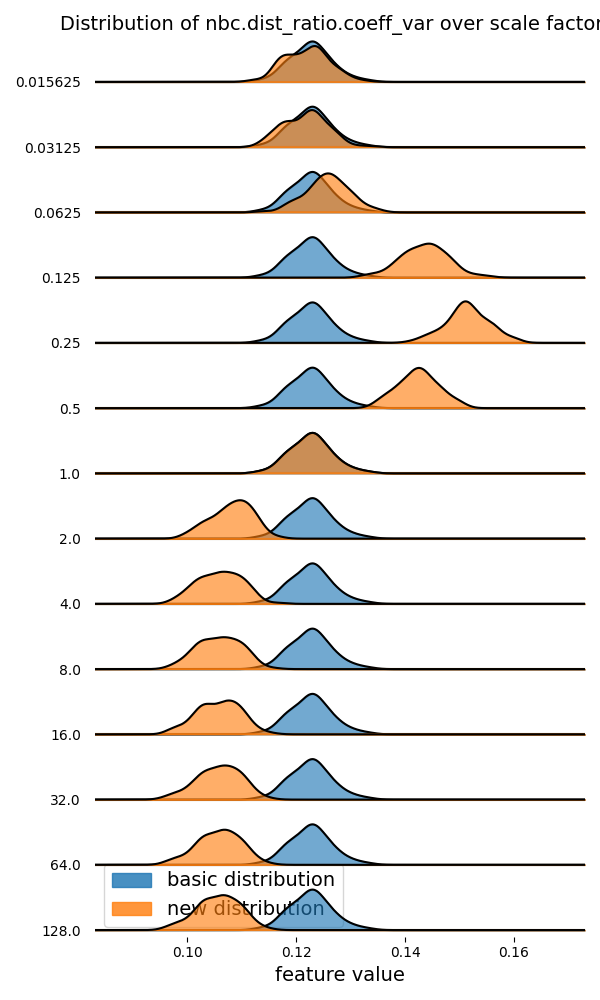 Distribution of nbc.dist_ratio.coeff_var over scale factor
0.015625
0.03125
0.0625
0.125
0.25
0.5
1.0
2.0
4.0
8.0
16.0
32.0
64.0
basic distribution
new distribution
128.0
0.10 0.12 0.14 0.16
feature value